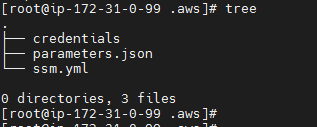 [root@ip-172-31-0-99 .aws]# tree
.
├── credentials
├── parameters.json
└── ssm.yml

0 directories, 3 files
[root@ip-172-31-0-99 .aws]#
[root@ip-172-31-0-99 .aws]#